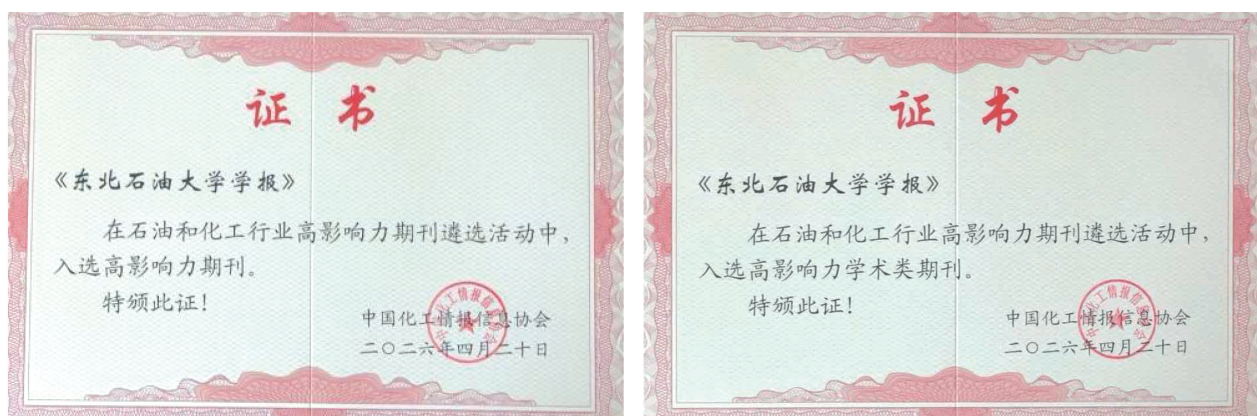 证 书
《东北石油大学学报》
在石油和化工行业高影响力期刊遴选活动中，
入选高影响力期刊。
特颁此证！
中国化工情报信息协会
二〇二六年四月二十日
证 书
《东北石油大学学报》
在石油和化工行业高影响力期刊遴选活动中，
入选高影响力学术类期刊。
特颁此证！
中国化工情报信息协会
二〇二六年四月二十日